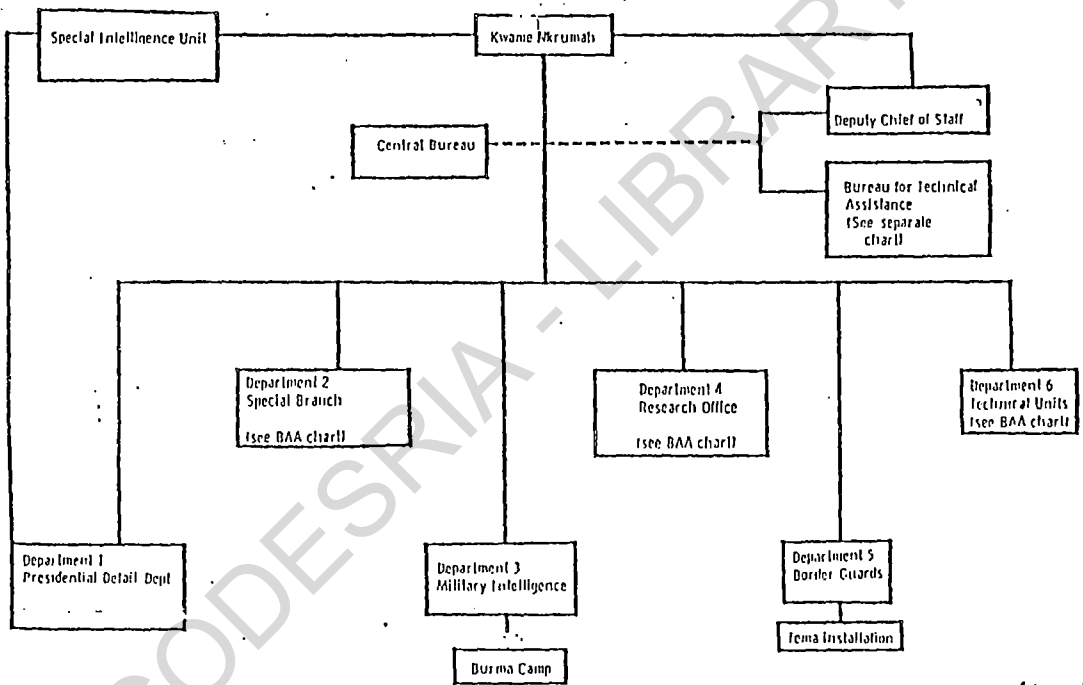 Special Intelligence Unit
Kwame Nkrumah
Deputy Chief of Staff
Central Bureau
Bureau for Technical
Assistance
(See separate
chart)
Department 2
Special Branch
(see BAA chart)
Department 4
Research Office
(see BAA chart)
Department 6
Technical Units
(see BAA chart)
Department 1
Presidential Detail Dept
Department 3
Military Intelligence
Department 5
Border Guards
Tema Installation
Burma Camp
CODESRIA - LIBRARY